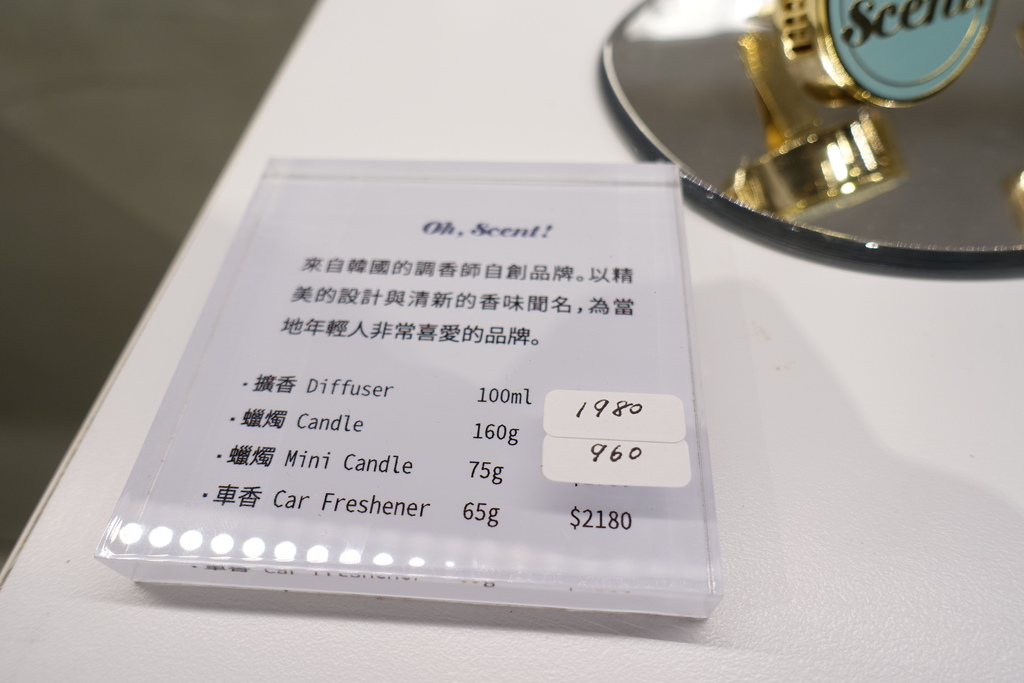 Scent!
Oh, Scent!
來自韓國的調香師自創品牌。以精
美的設計與清新的香味聞名，為當
地年輕人非常喜愛的品牌。
·擴香 Diffuser 100ml 1980
·蠟燭 Candle 160g
·蠟燭 Mini Candle 75g 960
·車香 Car Freshener 65g $2180